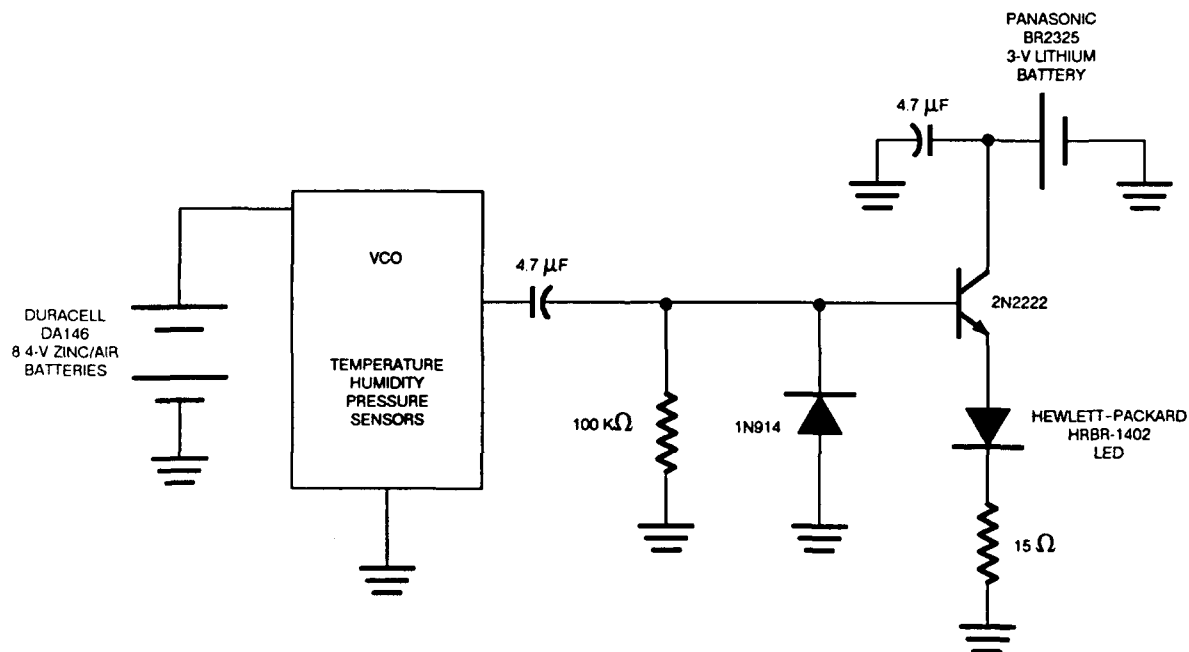 PANASONIC
BR2325
3-V LITHIUM
BATTERY
4.7 µF
VCO
4.7 µF
2N2222
DURACELL
DA146
8 4-V ZINC/AIR
BATTERIES
TEMPERATURE
HUMIDITY
PRESSURE
SENSORS
100 KΩ
1N914
HEWLETT-PACKARD
HRBR-1402
LED
15 Ω